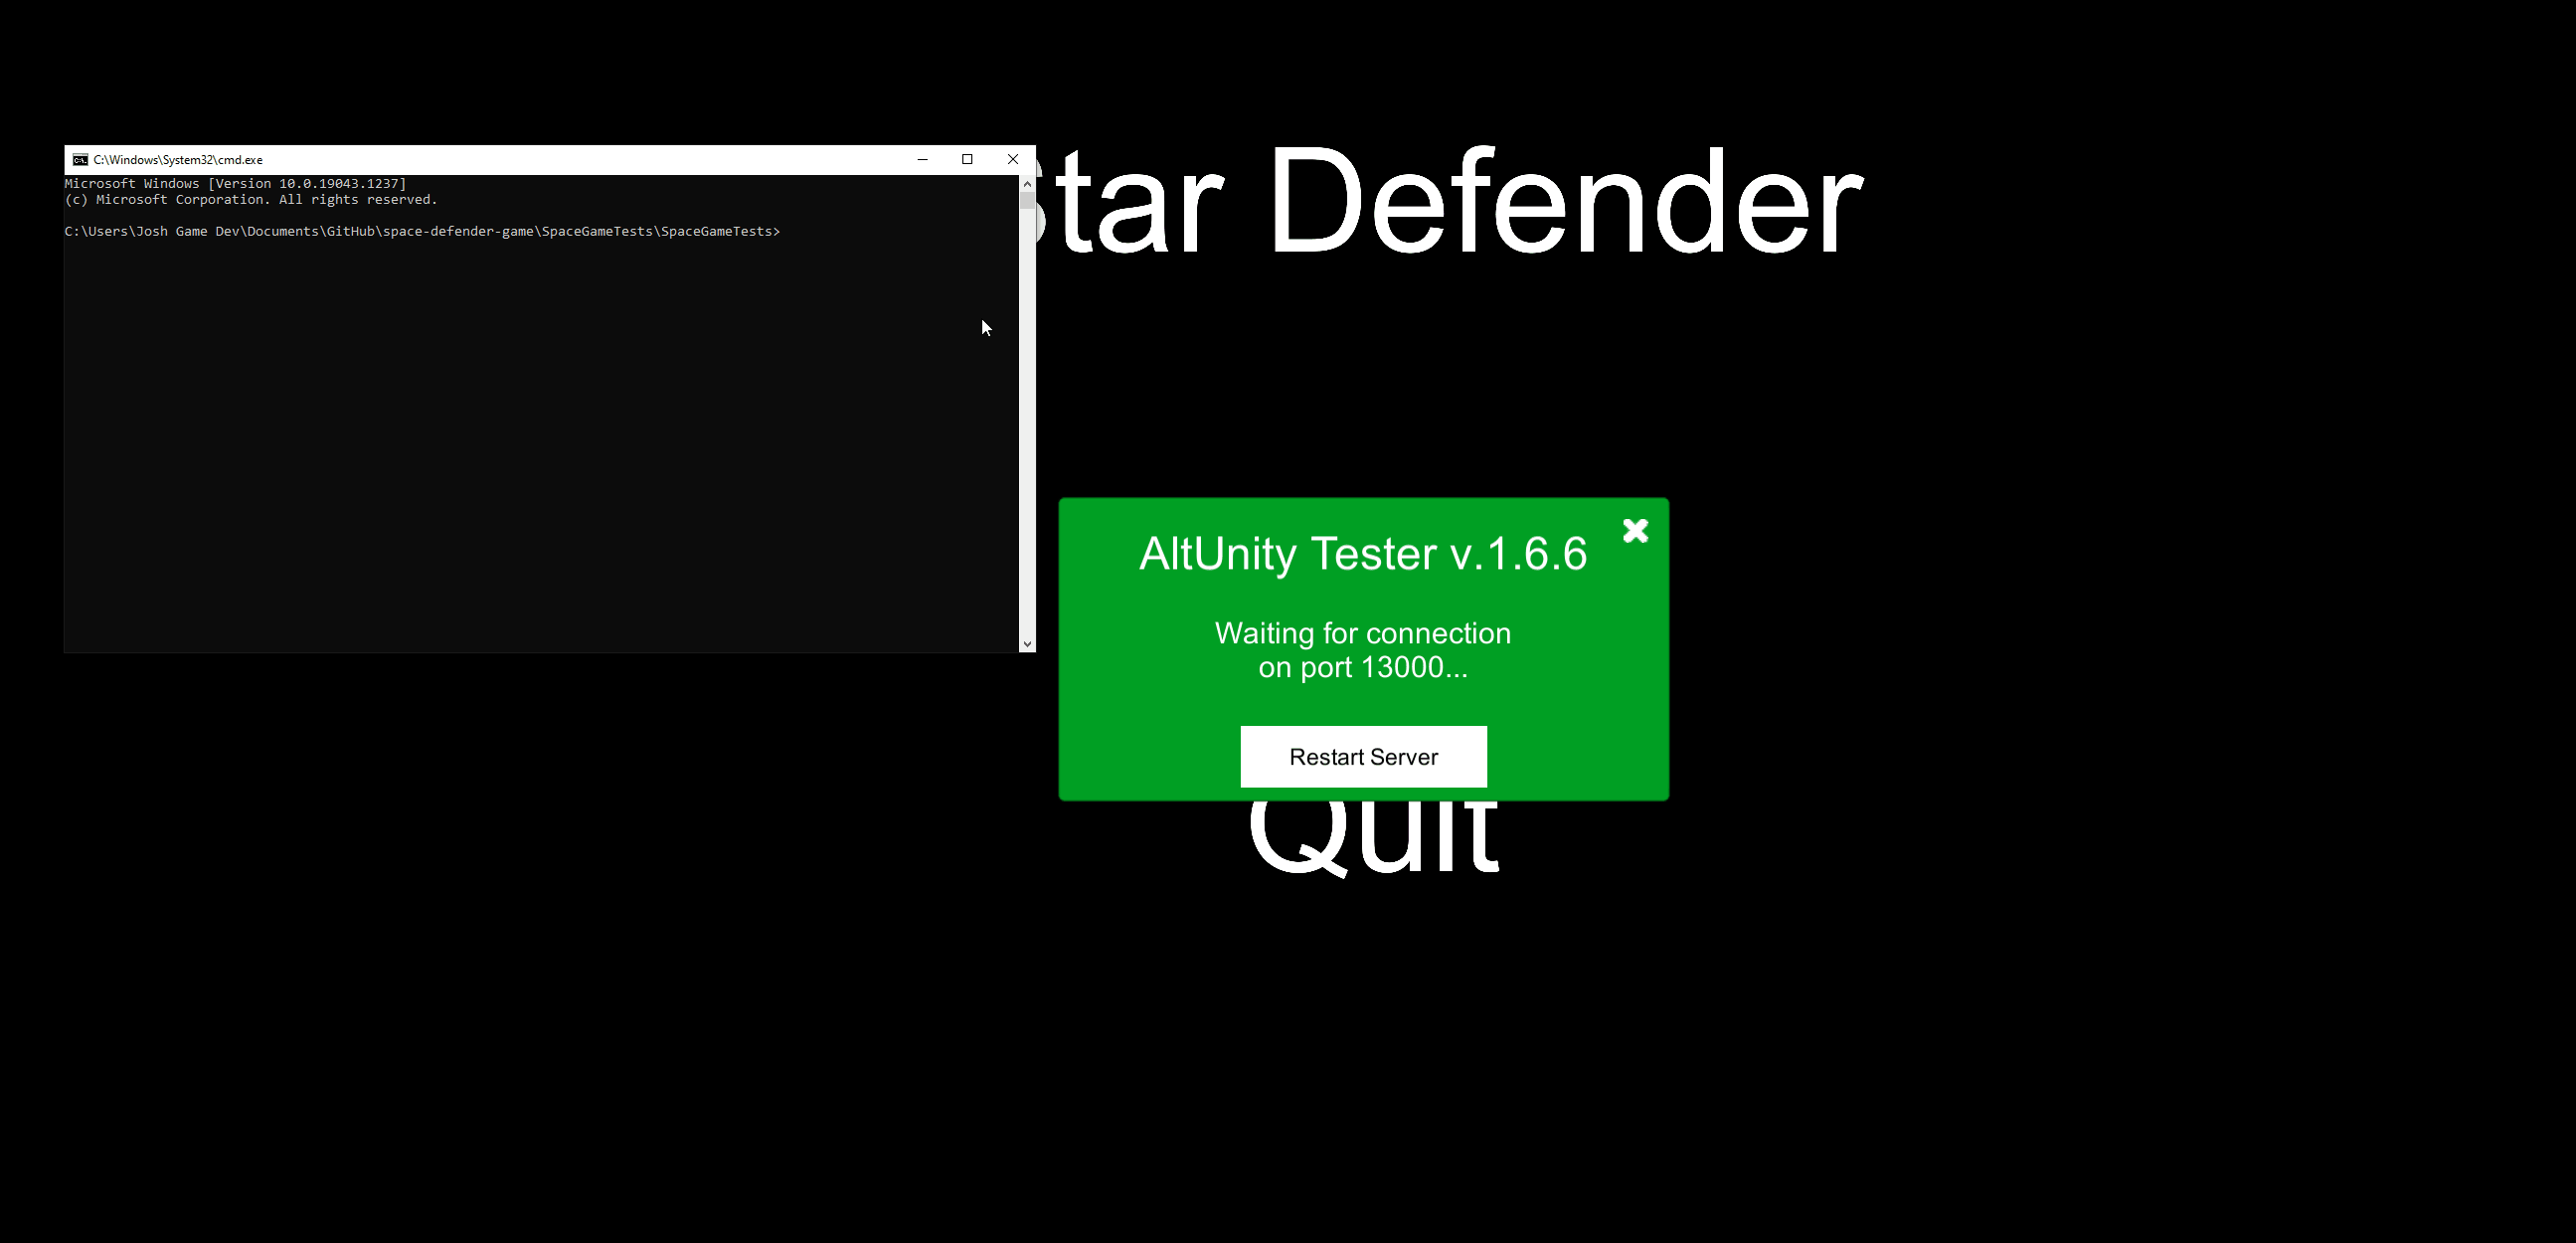 C:\Windows\System32\cmd.exe
Microsoft Windows [Version 10.0.19043.1237]
(c) Microsoft Corporation. All rights reserved.
C:\Users\Josh Game Dev\Documents\GitHub\space-defender-game\SpaceGameTests\SpaceGameTests>
Star Defender
AltUnity Tester v.1.6.6
Waiting for connection
on port 13000...
Restart Server
Quit